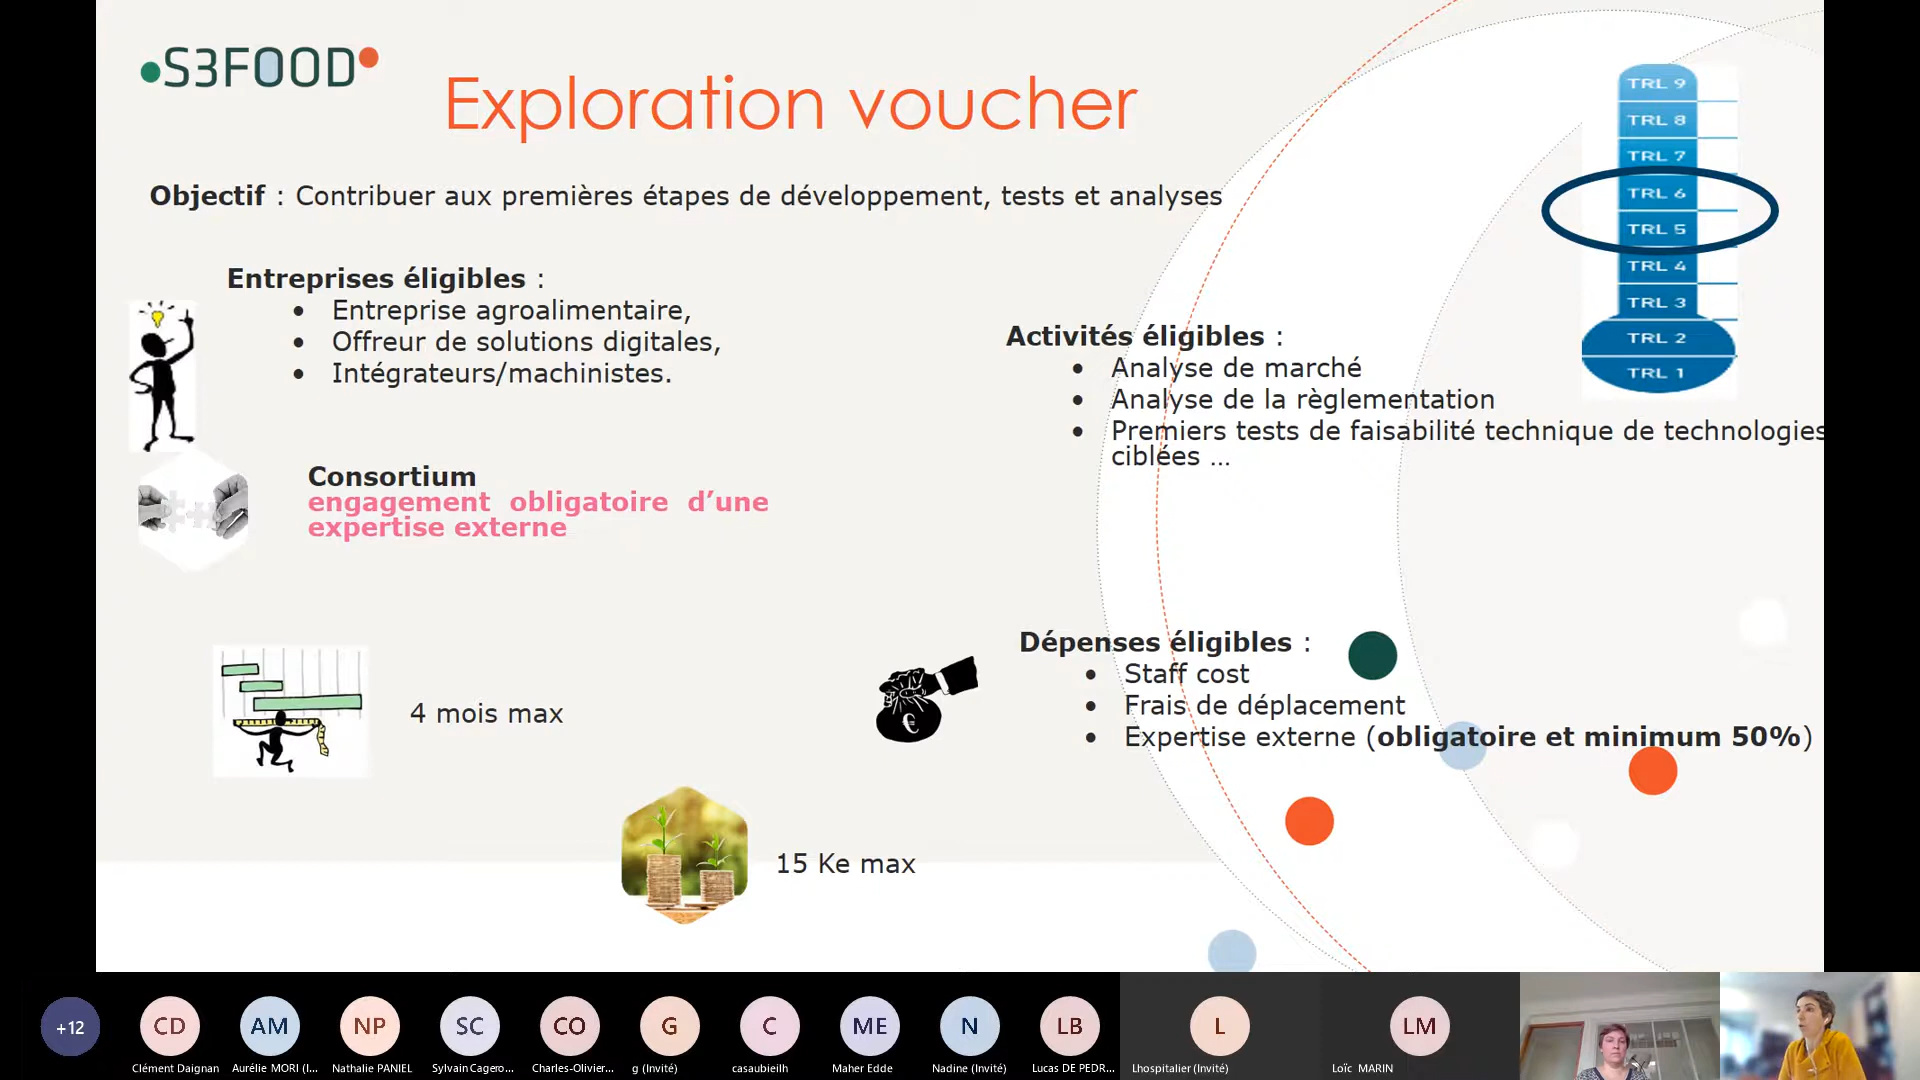 S3FOOD
Exploration voucher
Objectif : Contribuer aux premières étapes de développement, tests et analyses
Entreprises éligibles :
• Entreprise agroalimentaire,
• Offreur de solutions digitales,
• Intégrateurs/machinistes.
Consortium
engagement obligatoire d’une
expertise externe
4 mois max
15 Ke max
TRL 9
TRL 8
TRL 7
TRL 6
TRL 5
TRL 4
TRL 3
TRL 2
TRL 1
Activités éligibles :
• Analyse de marché
• Analyse de la règlementation
• Premiers tests de faisabilité technique de technologies
ciblées ...
€
Dépenses éligibles :
• Staff cost
• Frais de déplacement
• Expertise externe (obligatoire et minimum 50%)
+12
CD
AM
NP
SC
CO
G
C
ME
N
LB
L
LM
Clément Daignan
Aurélie MORI (I...
Nathalie PANIEL
Sylvain Cagero...
Charles-Olivier...
g (Invité)
casaubieilh
Maher Edde
Nadine (Invité)
Lucas DE PEDR...
Lhospitalier (Invité)
Loïc MARIN